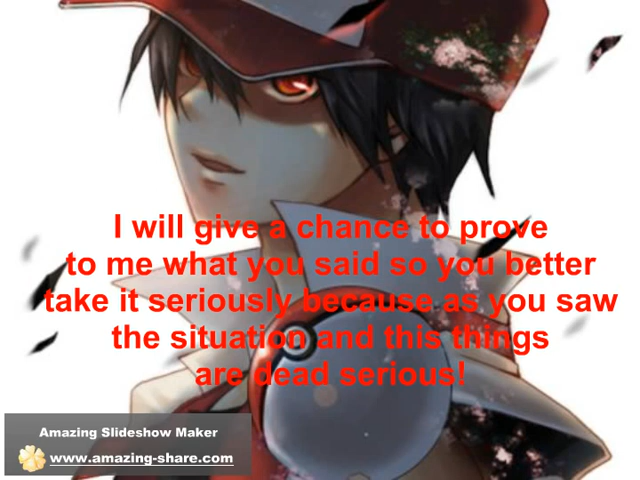 I will give a chance to prove
to me what you said so you better
take it seriously because as you saw
the situation and this things
are dead serious!
Amazing Slideshow Maker
www.amazing-share.com